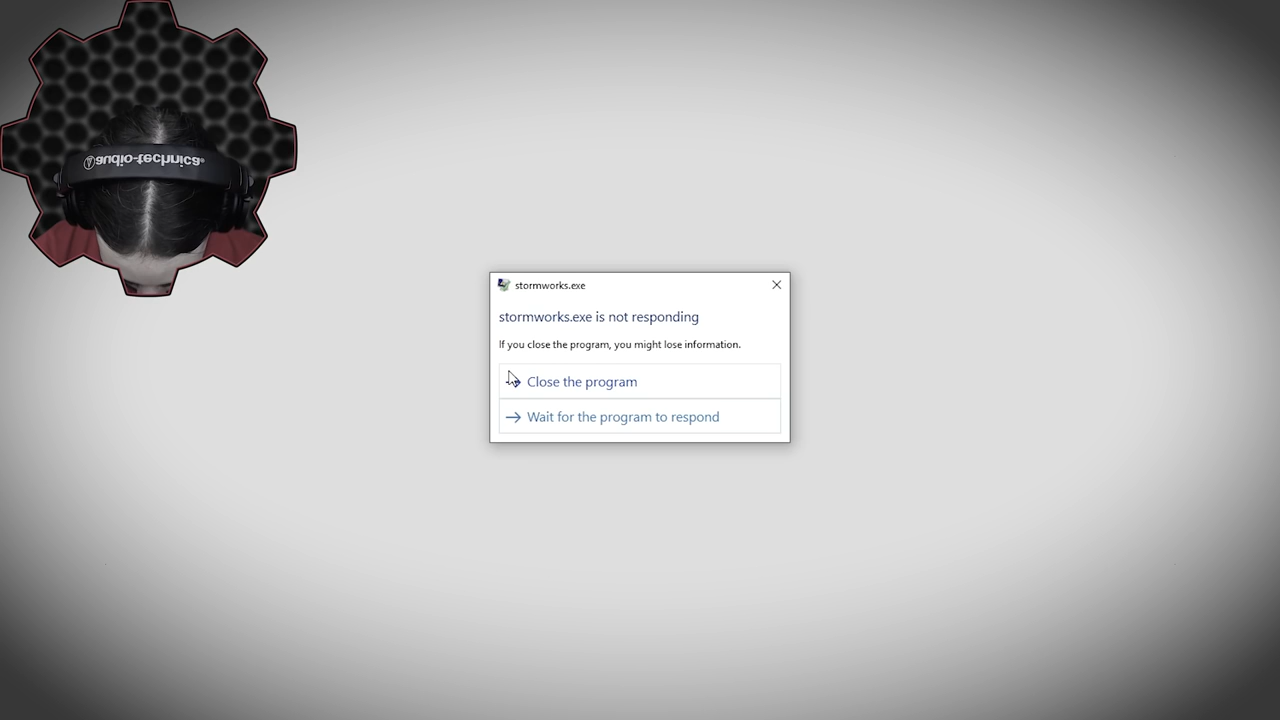 audio-technica
stormworks.exe
stormworks.exe is not responding
If you close the program, you might lose information.
Close the program
Wait for the program to respond